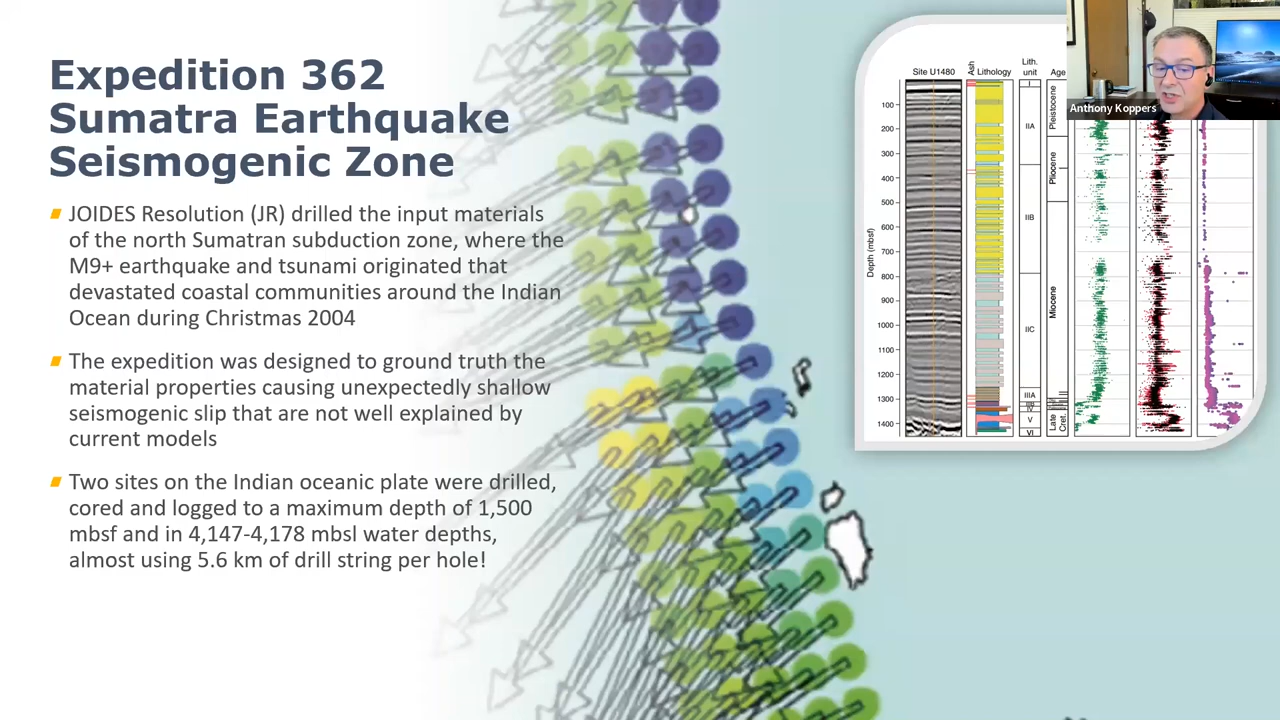 Expedition 362
Sumatra Earthquake
Seismogenic Zone
JOIDES Resolution (JR) drilled the input materials
of the north Sumatran subduction zone, where the
M9+ earthquake and tsunami originated that
devastated coastal communities around the Indian
Ocean during Christmas 2004
The expedition was designed to ground truth the
material properties causing unexpectedly shallow
seismogenic slip that are not well explained by
current models
Two sites on the Indian oceanic plate were drilled,
cored and logged to a maximum depth of 1,500
mbsf and in 4,147-4,178 mbsl water depths,
almost using 5.6 km of drill string per hole!
Site U1480
Ash
Lithology
Lith.
unit
Age
Depth (mbsf)
100
200
300
400
500
600
700
800
900
1000
1100
1200
1300
1400
I
IIA
IIB
IIC
IIIA
IV
V
VI
Pleistocene
Pliocene
Miocene
Late
Cret.
Anthony Koppers